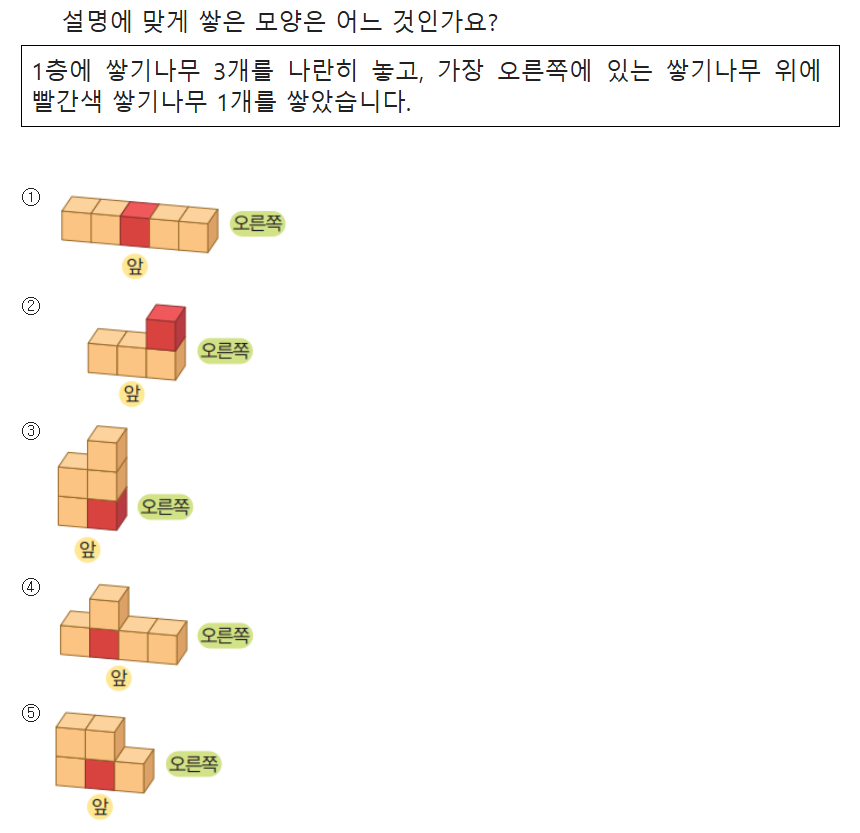 설명에 맞게 쌓은 모양은 어느 것인가요?
1층에 쌓기나무 3개를 나란히 놓고, 가장 오른쪽에 있는 쌓기나무 위에
빨간색 쌓기나무 1개를 쌓았습니다.
①
오른쪽
앞
②
오른쪽
앞
③
오른쪽
앞
④
오른쪽
앞
⑤
오른쪽
앞